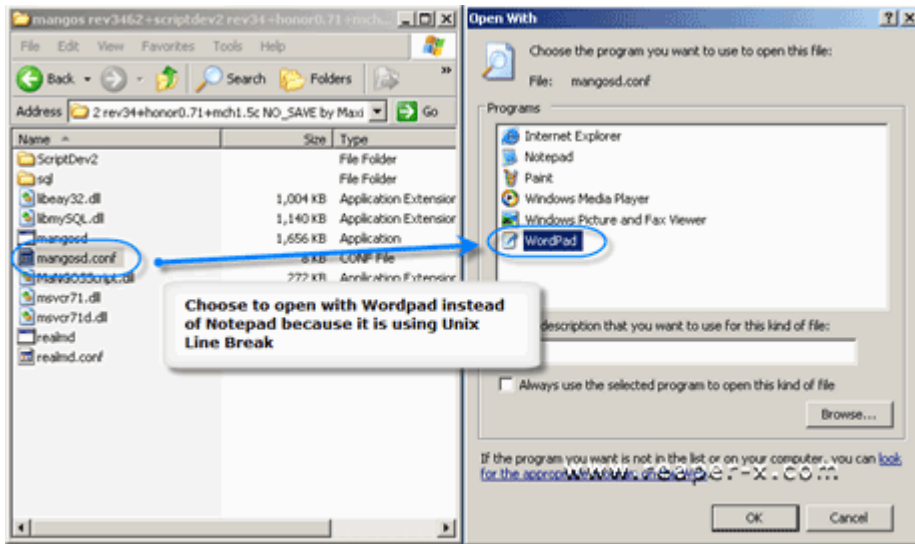 mangos rev3462+scriptdev2 rev34+honor0.71+mch...
File Edit View Favorites Tools Help
Back Search Folders »
Address 2 rev34+honor0.71+mch1.5c NO_SAVE by Maxi Go
Name Size Type
ScriptDev2 File Folder
sql File Folder
libeay32.dll 1,004 KB Application Extension
libmySQL.dll 1,140 KB Application Extension
mangosd 1,656 KB Application
mangosd.conf 8 KB CONF File
MaNGOSScript.dll 272 KB Application Extension
msvcr71.dll
msvcr71d.dll
realmd
realmd.conf
Choose to open with Wordpad instead
of Notepad because it is using Unix
Line Break
Open With
Choose the program you want to use to open this file:
File: mangosd.conf
Programs
Internet Explorer
Notepad
Paint
Windows Media Player
Windows Picture and Fax Viewer
WordPad
description that you want to use for this kind of file:
Always use the selected program to open this kind of file
Browse...
If the program you want is not in the list or on your computer, you can look
for the appropriate
www.reaper-x.com
OK Cancel